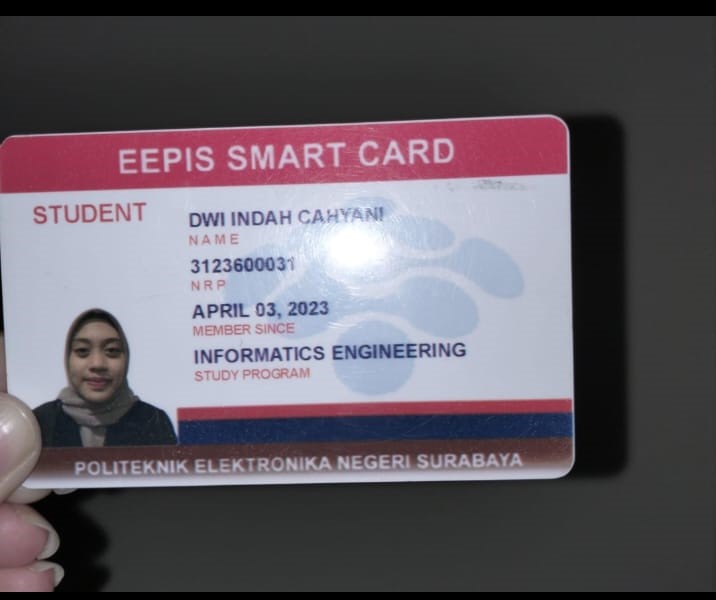 EEPIS SMART CARD
STUDENT
DWI INDAH CAHYANI
NAME
3123600031
NRP
APRIL 03, 2023
MEMBER SINCE
INFORMATICS ENGINEERING
STUDY PROGRAM
POLITEKNIK ELEKTRONIKA NEGERI SURABAYA